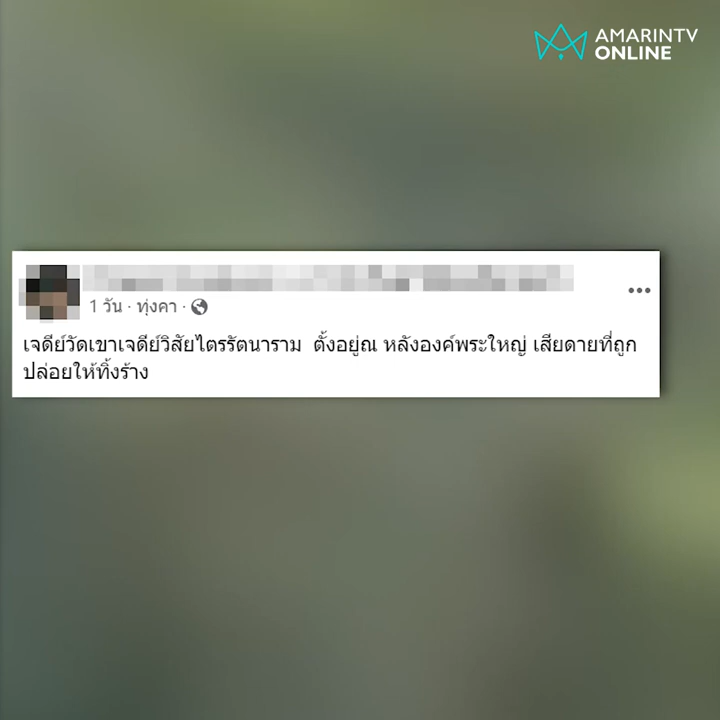 AMARINTV
ONLINE
1 วัน · ทุ่งคา ·
เจดีย์วัดเขาเจดีย์วิสัยไตรรัตนาราม ตั้งอยู่ณ หลังองค์พระใหญ่ เสียดายที่ถูก
ปล่อยให้ทิ้งร้าง